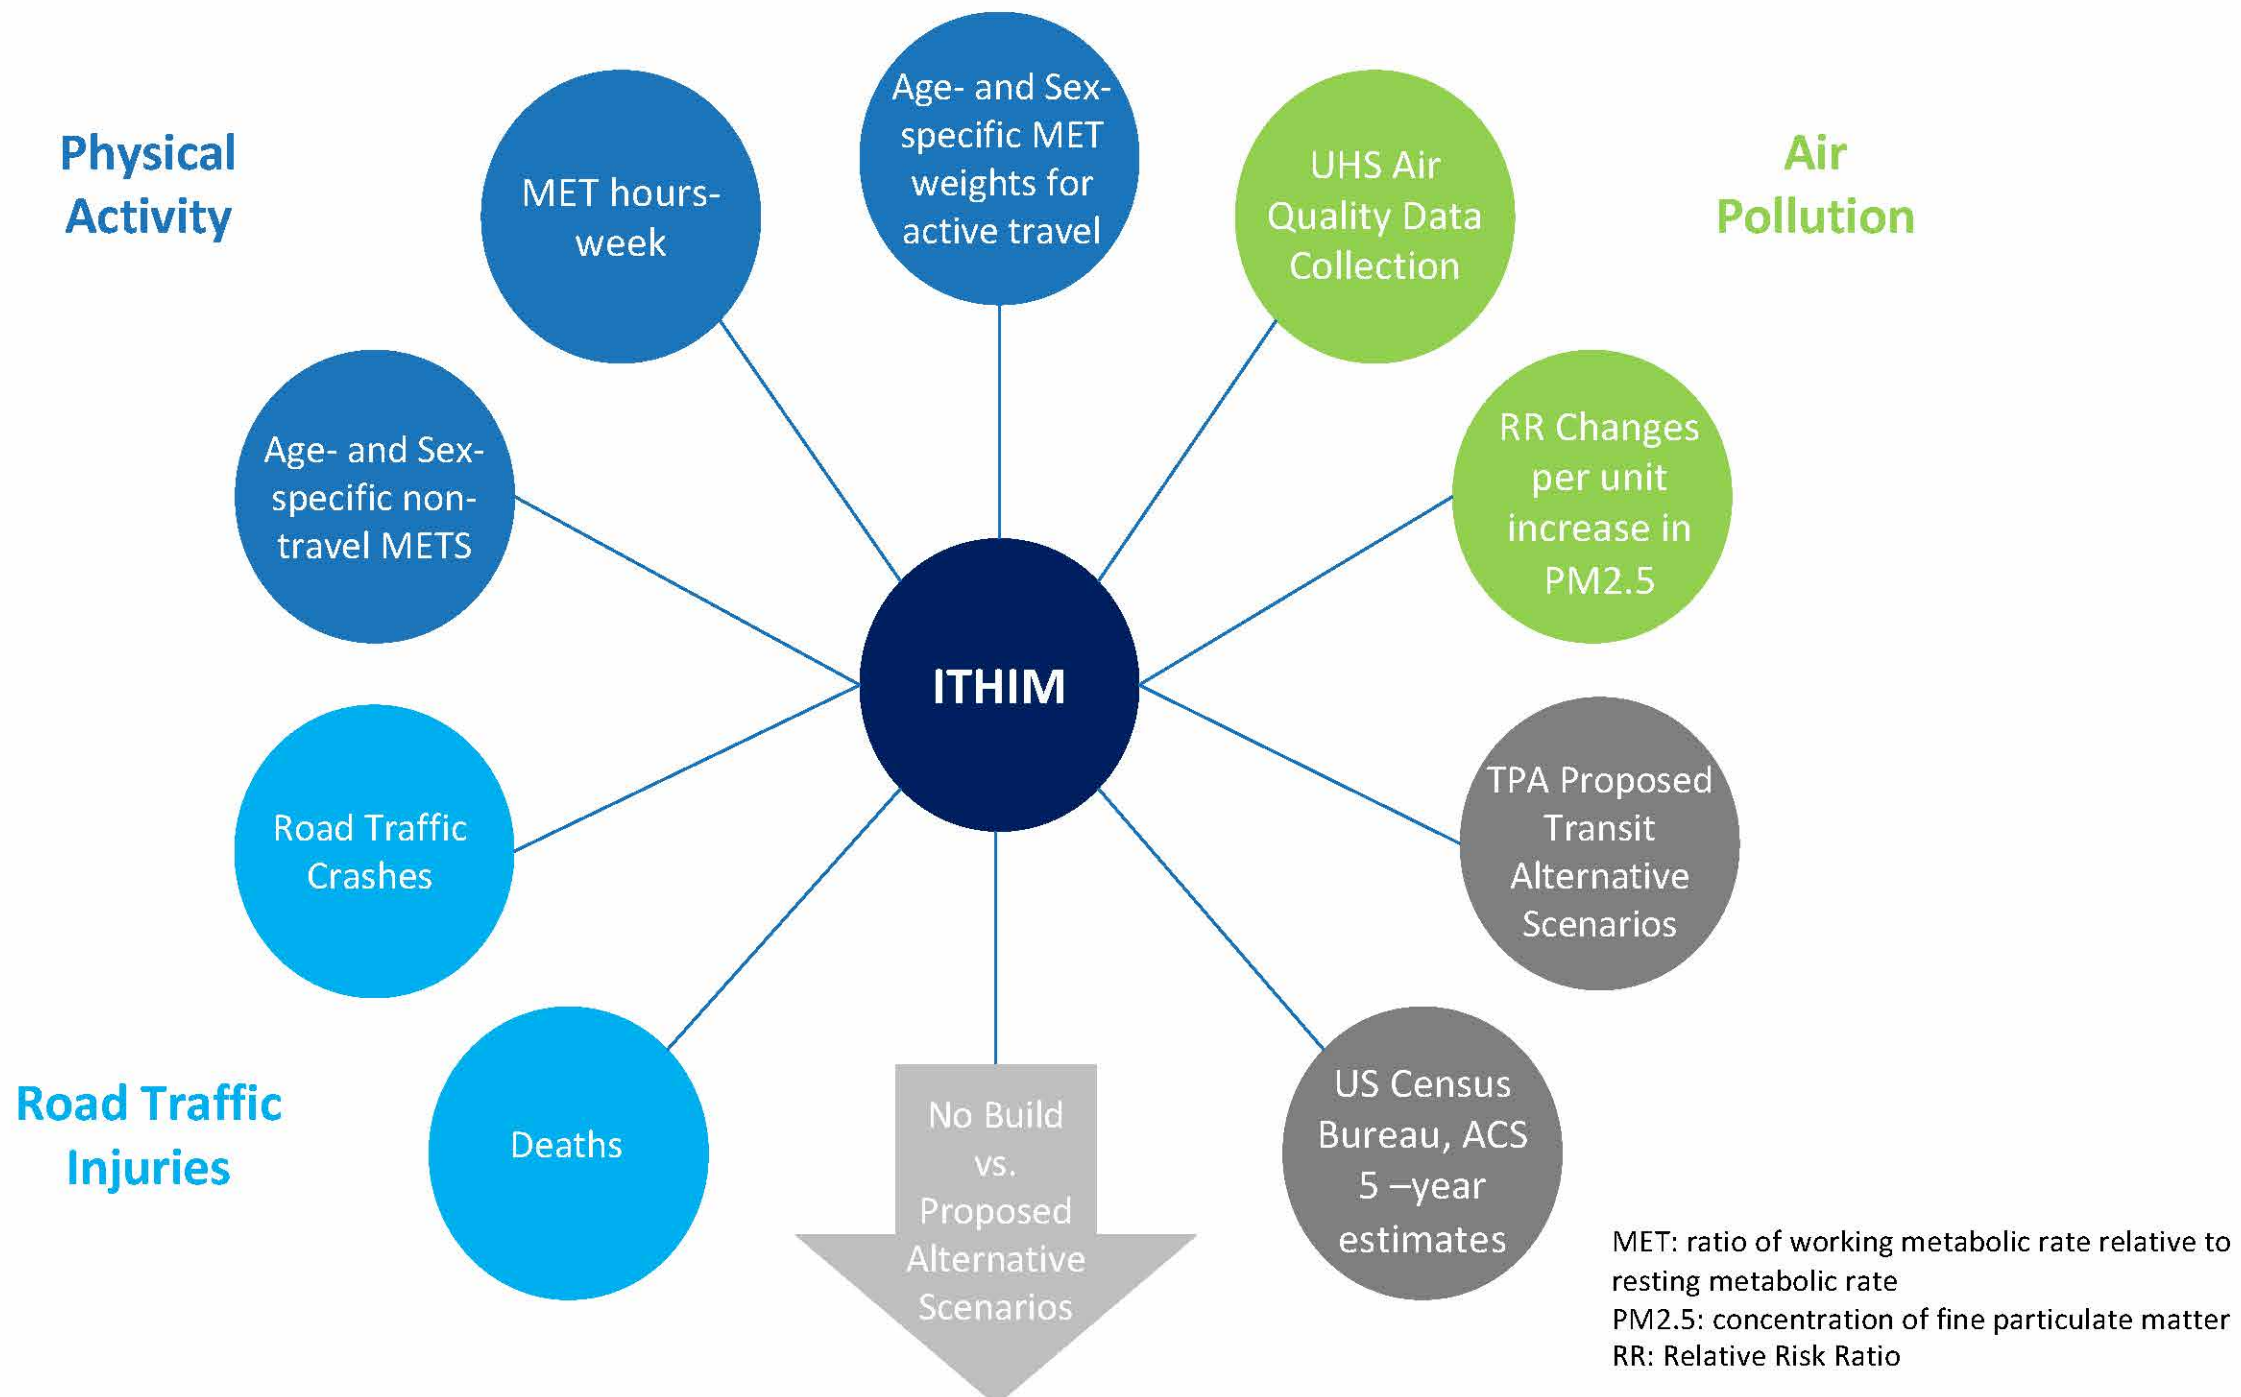 Physical
Activity
MET hours-
week
Age- and Sex-
specific MET
weights for
active travel
UHS Air
Quality Data
Collection
Air
Pollution
Age- and Sex-
specific non-
travel METS
RR Changes
per unit
increase in
PM2.5
ITHIM
Road Traffic
Crashes
TPA Proposed
Transit
Alternative
Scenarios
Road Traffic
Injuries
Deaths
No Build
vs.
Proposed
Alternative
Scenarios
US Census
Bureau, ACS
5 –year
estimates
MET: ratio of working metabolic rate relative to
resting metabolic rate
PM2.5: concentration of fine particulate matter
RR: Relative Risk Ratio